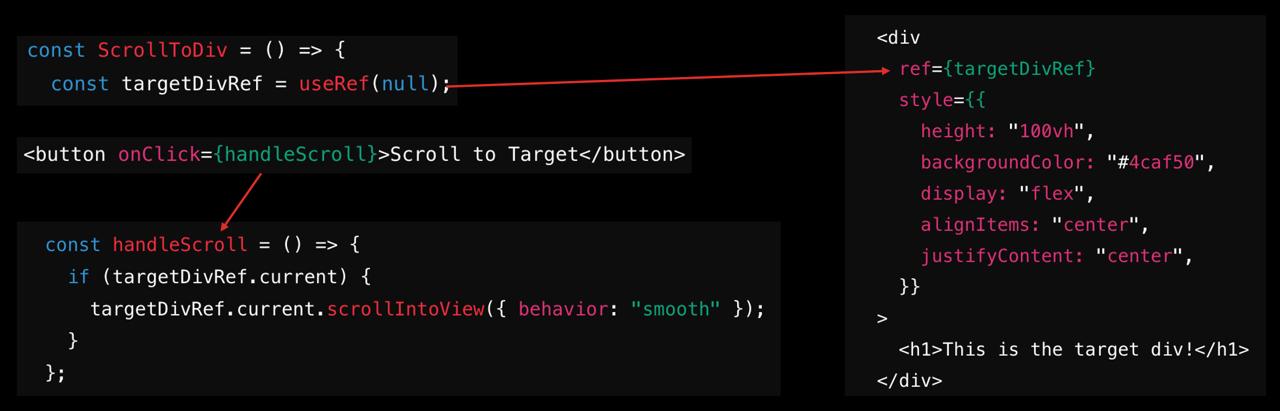 const ScrollToDiv = () => {
  const targetDivRef = useRef(null);
<button onClick={handleScroll}>Scroll to Target</button>
const handleScroll = () => {
  if (targetDivRef.current) {
    targetDivRef.current.scrollIntoView({ behavior: "smooth" });
  }
};
<div
  ref={targetDivRef}
  style={{
    height: "100vh",
    backgroundColor: "#4caf50",
    display: "flex",
    alignItems: "center",
    justifyContent: "center",
  }}
>
  <h1>This is the target div!</h1>
</div>